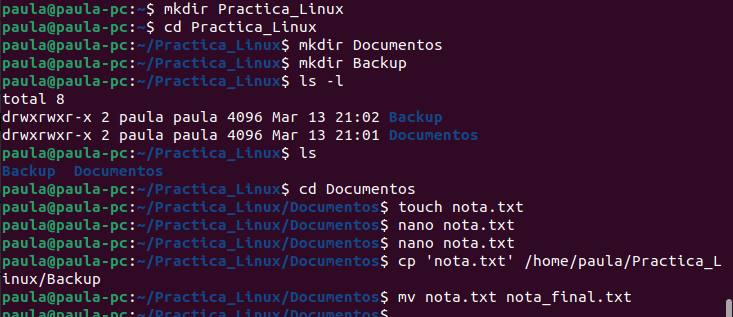 paula@paula-pc:~$ mkdir Practica_Linux
paula@paula-pc:~$ cd Practica_Linux
paula@paula-pc:~/Practica_Linux$ mkdir Documentos
paula@paula-pc:~/Practica_Linux$ mkdir Backup
paula@paula-pc:~/Practica_Linux$ ls -l
total 8
drwxrwxr-x 2 paula paula 4096 Mar 13 21:02 Backup
drwxrwxr-x 2 paula paula 4096 Mar 13 21:01 Documentos
paula@paula-pc:~/Practica_Linux$ ls
Backup  Documentos
paula@paula-pc:~/Practica_Linux$ cd Documentos
paula@paula-pc:~/Practica_Linux/Documentos$ touch nota.txt
paula@paula-pc:~/Practica_Linux/Documentos$ nano nota.txt
paula@paula-pc:~/Practica_Linux/Documentos$ nano nota.txt
paula@paula-pc:~/Practica_Linux/Documentos$ cp 'nota.txt' /home/paula/Practica_L
inux/Backup
paula@paula-pc:~/Practica_Linux/Documentos$ mv nota.txt nota_final.txt
paula@paula-pc:~/Practica_Linux/Documentos$